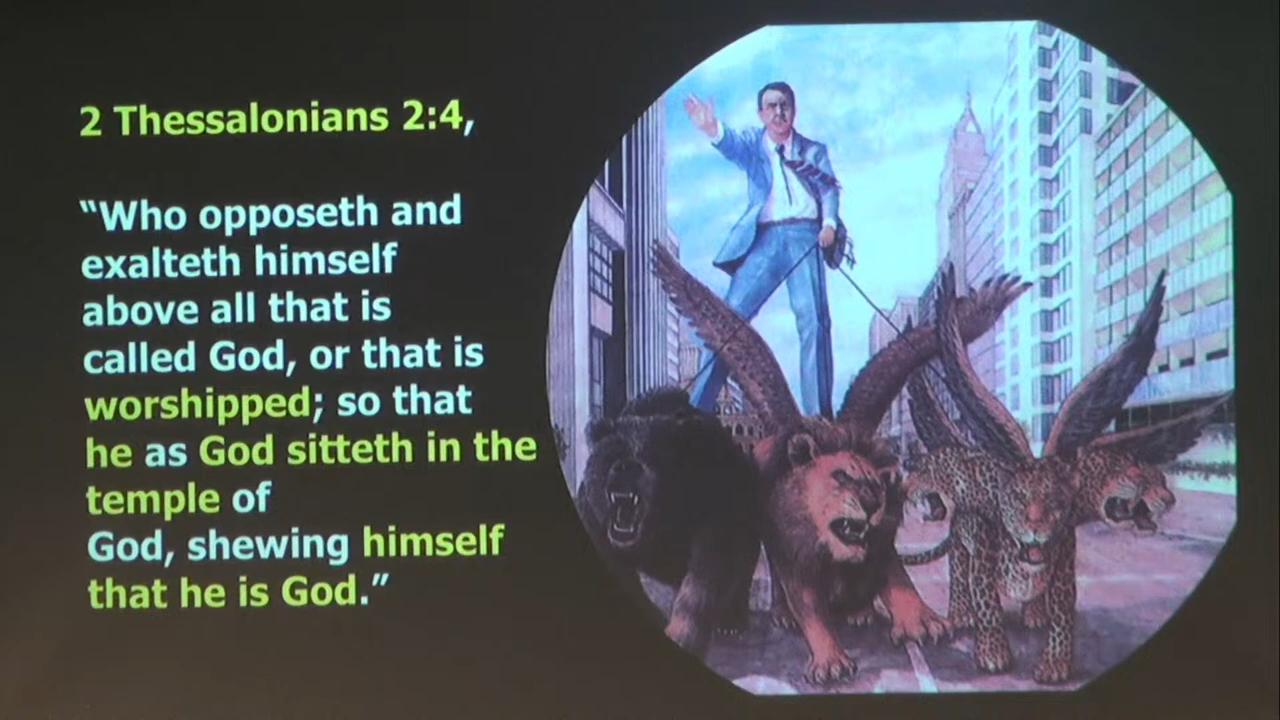 2 Thessalonians 2:4,
“Who opposeth and
exalteth himself
above all that is
called God, or that is
worshipped; so that
he as God sitteth in the
temple of
God, shewing himself
that he is God.”